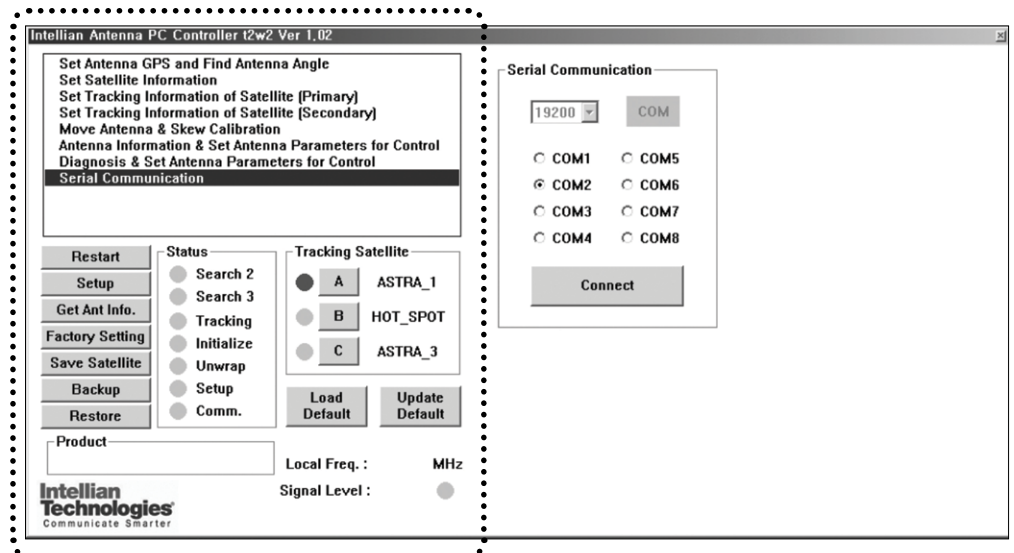 Intellian Antenna PC Controller t2w2 Ver 1,02
Set Antenna GPS and Find Antenna Angle
Set Satellite Information
Set Tracking Information of Satellite (Primary)
Set Tracking Information of Satellite (Secondary)
Move Antenna & Skew Calibration
Antenna Information & Set Antenna Parameters for Control
Diagnosis & Set Antenna Parameters for Control
Serial Communication
Restart
Setup
Get Ant Info.
Factory Setting
Save Satellite
Backup
Restore
Status
Search 2
Search 3
Tracking
Initialize
Unwrap
Setup
Comm.
Tracking Satellite
A ASTRA_1
B HOT_SPOT
C ASTRA_3
Load Default
Update Default
Product
Local Freq. : MHz
Signal Level :
Intellian
Technologies
Communicate Smarter
Serial Communication
19200 COM
COM1 COM5
COM2 COM6
COM3 COM7
COM4 COM8
Connect